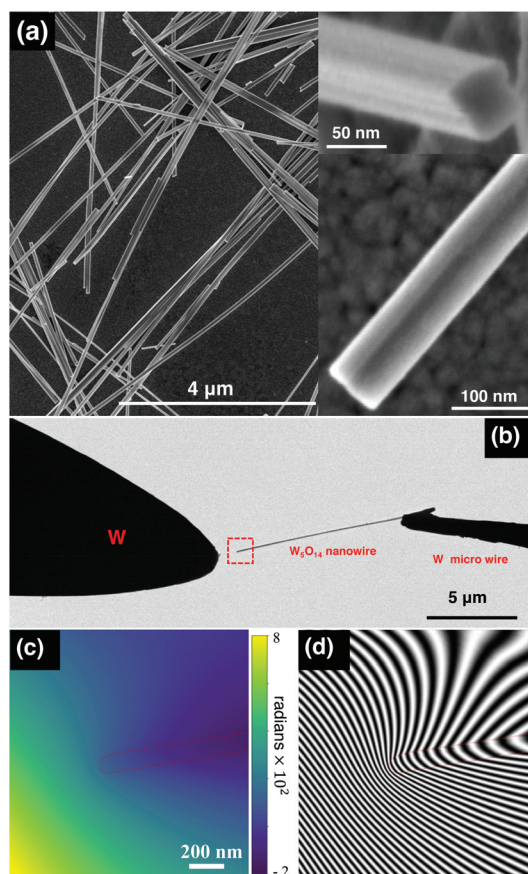 (a)
50 nm
4 μm
100 nm
(b)
W
W₅O₁₄ nanowire
W micro wire
5 μm
(c)
8
radians × 10²
-2
200 nm
(d)